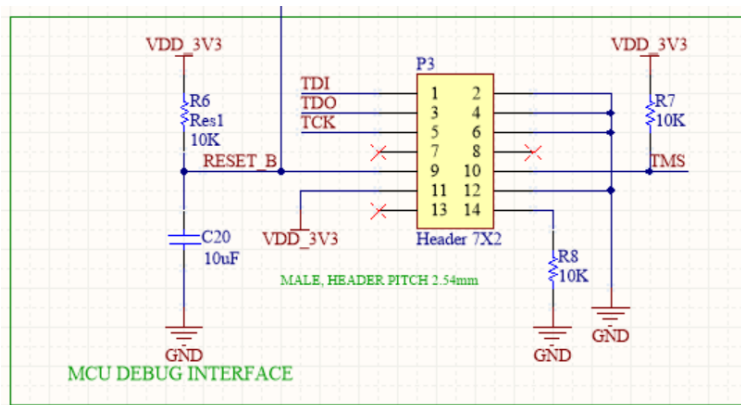 VDD_3V3
VDD_3V3
P3
R6
Res1
10K
TDI
TDO
TCK
1 2
3 4
5 6
7 8
9 10
11 12
13 14
R7
10K
RESET_B
TMS
C20
10uF
VDD_3V3
Header 7X2
R8
10K
MALE, HEADER PITCH 2.54mm
GND
GND
GND
MCU DEBUG INTERFACE